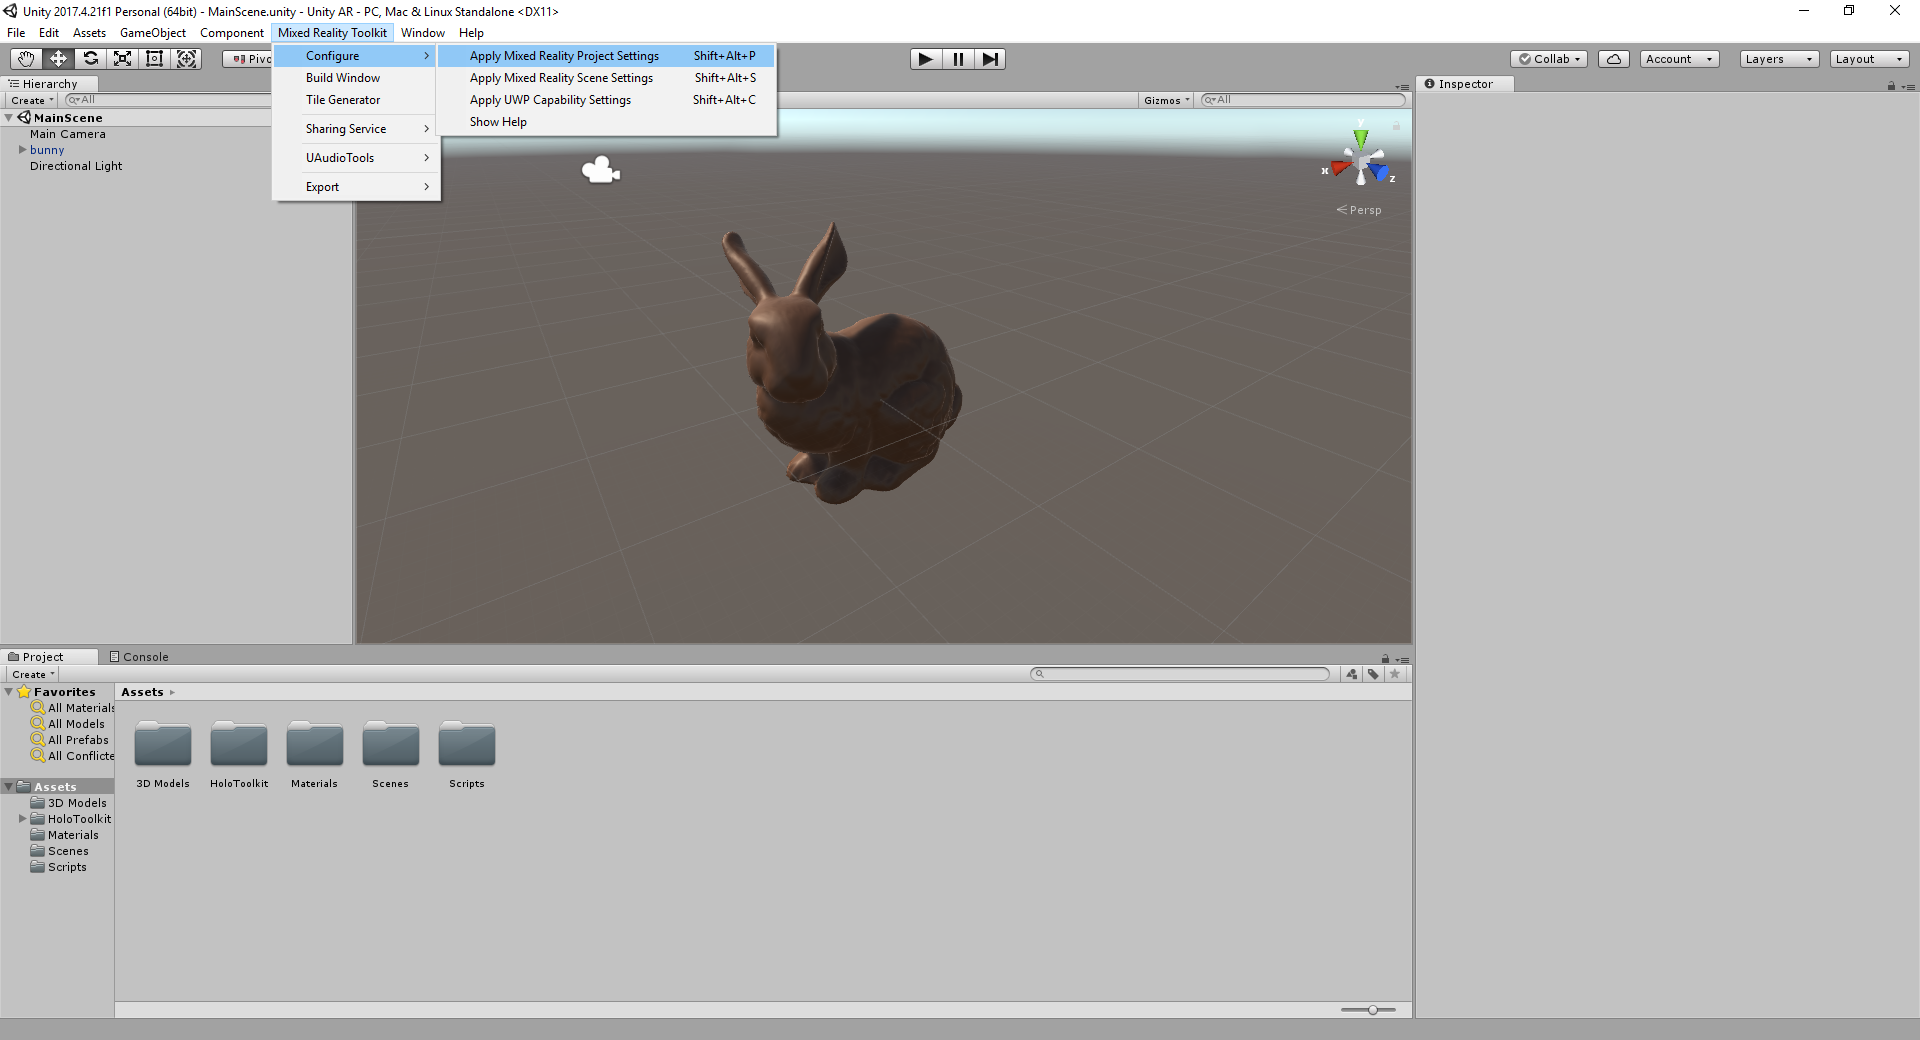 Unity 2017.4.21f1 Personal (64bit) - MainScene.unity - Unity AR - PC, Mac & Linux Standalone <DX11>
File Edit Assets GameObject Component Mixed Reality Toolkit Window Help
Configure
Build Window
Tile Generator
Sharing Service
UAudioTools
Export
Apply Mixed Reality Project Settings Shift+Alt+P
Apply Mixed Reality Scene Settings Shift+Alt+S
Apply UWP Capability Settings Shift+Alt+C
Show Help
Collab Account Layers Layout
Hierarchy
Create All
MainScene
Main Camera
bunny
Directional Light
Gizmos All
y
x
z
Persp
Inspector
Project Console
Create
Favorites
All Models
All Prefabs
Assets
3D Models
HoloToolkit
Materials
Scenes
Scripts
Assets
3D Models HoloToolkit Materials Scenes Scripts